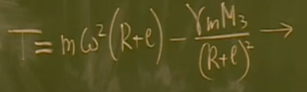 T = mω²(R+ℓ) − γmM₃/(R+ℓ)² →